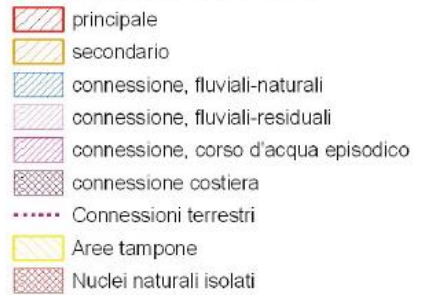 principale
secondario
connessione, fluviali-naturali
connessione, fluviali-residuali
connessione, corso d'acqua episodico
connessione costiera
Connessioni terrestri
Aree tampone
Nuclei naturali isolati